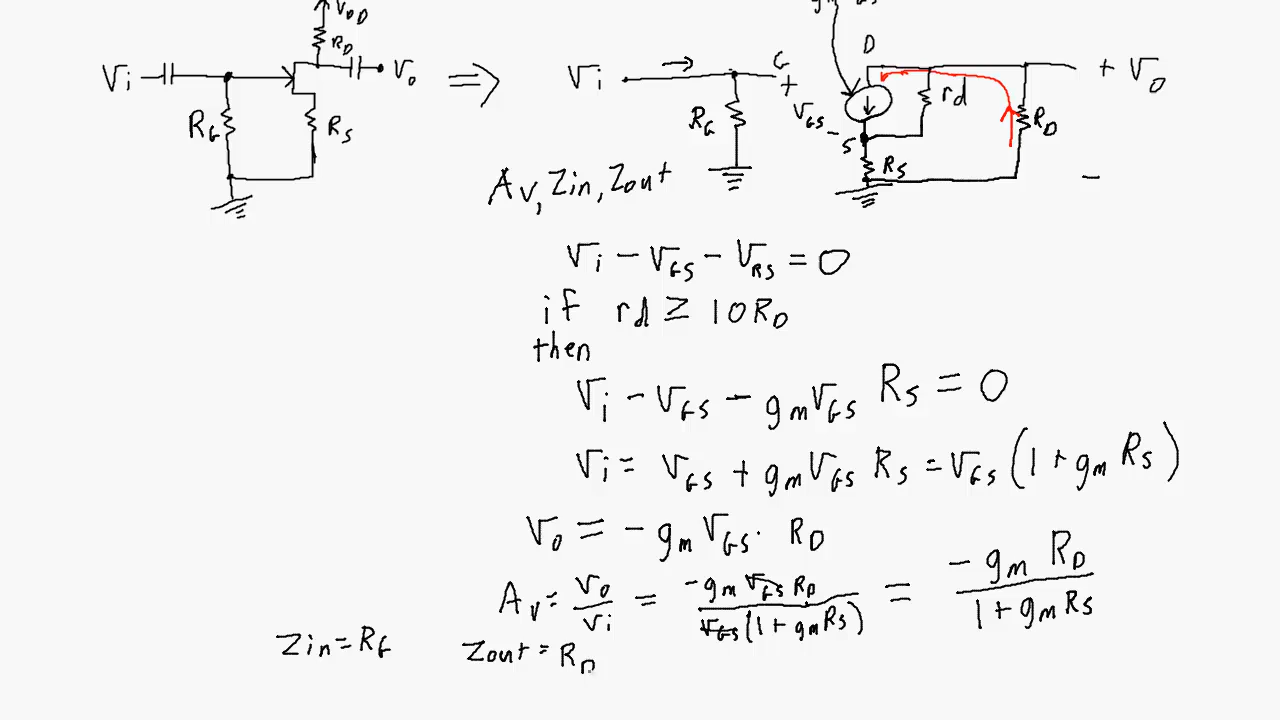 VDD
RD
Vi
Vo
RG
RS
⇒
Vi
G
+
VGS
-
RG
D
S
rd
RS
RD
+ Vo
-
Av, Zin, Zout
Vi - VGS - VRS = 0
if rd ≥ 10RD
then
Vi - VGS - gmVGS RS = 0
Vi = VGS + gmVGS RS = VGS (1 + gm RS)
Vo = - gm VGS · RD
Av = Vo/Vi = -gm VGS RD / VGS (1 + gmRS) = - gm RD / 1 + gmRS
Zin = RG Zout = RD